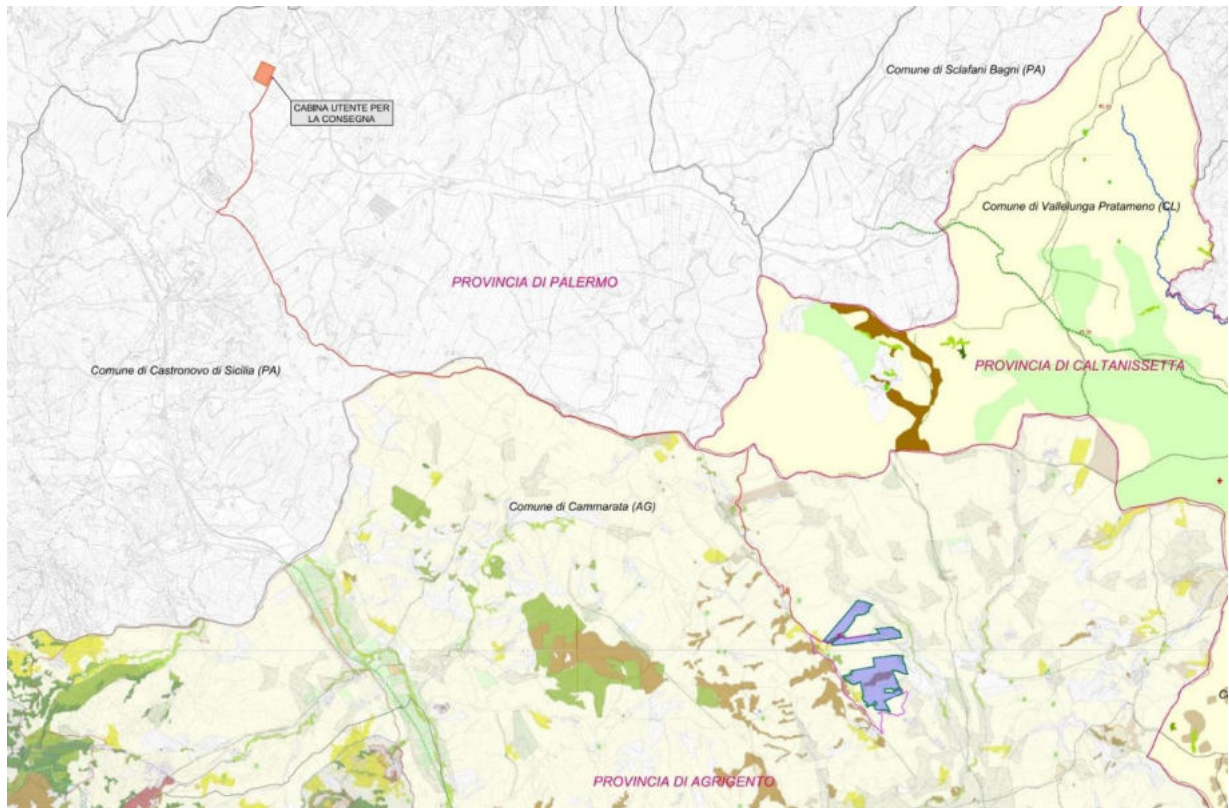 Comune di Sclafani Bagni (PA)
CABINA UTENTE PER
LA CONSEGNA
Comune di Vallelunga Pratameno (CL)
PROVINCIA DI PALERMO
PROVINCIA DI CALTANISSETTA
Comune di Castronovo di Sicilia (PA)
Comune di Cammarata (AG)
PROVINCIA DI AGRIGENTO